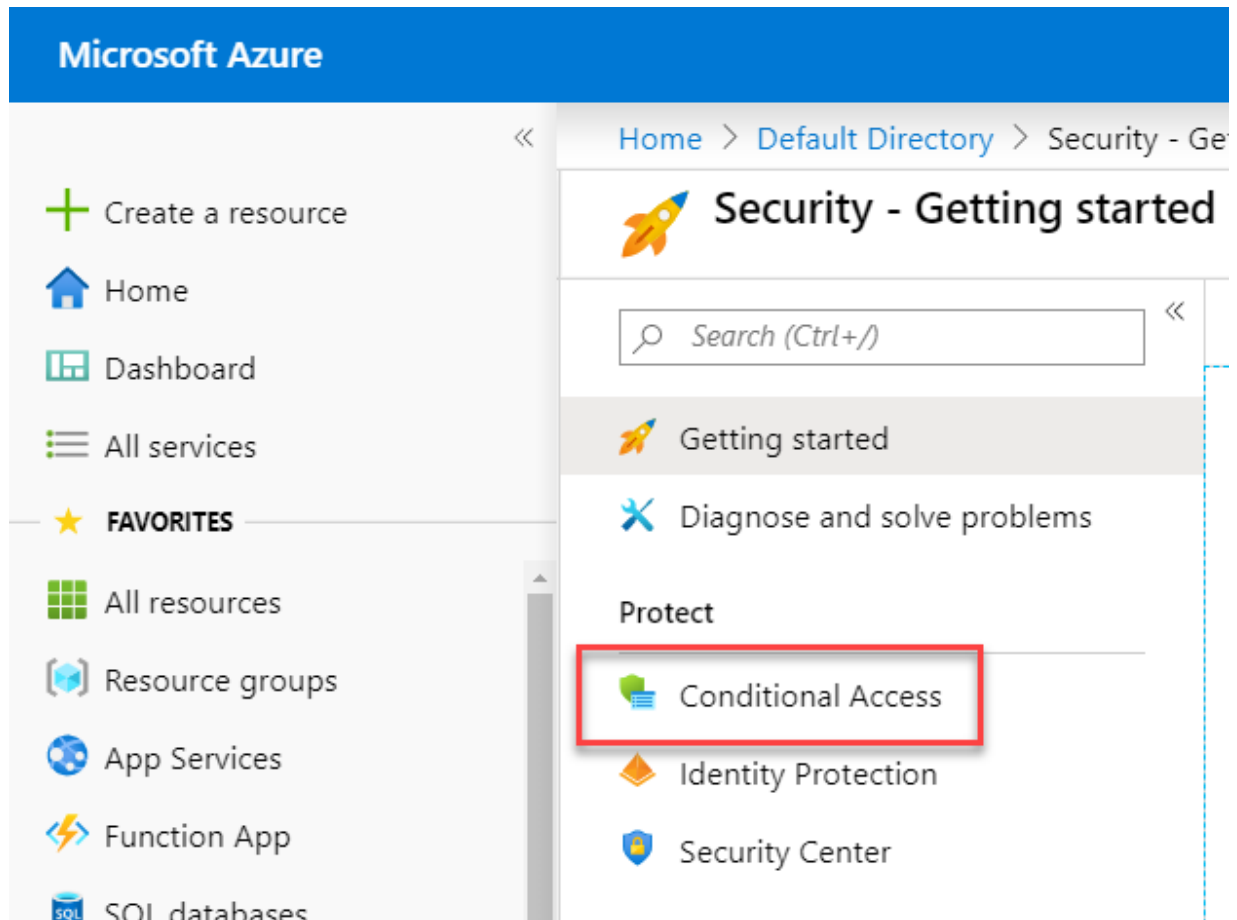 Microsoft Azure
Home > Default Directory > Security - Ge
Create a resource
Home
Dashboard
All services
FAVORITES
All resources
Resource groups
App Services
Function App
SQL databases
Security - Getting started
Search (Ctrl+/)
Getting started
Diagnose and solve problems
Protect
Conditional Access
Identity Protection
Security Center